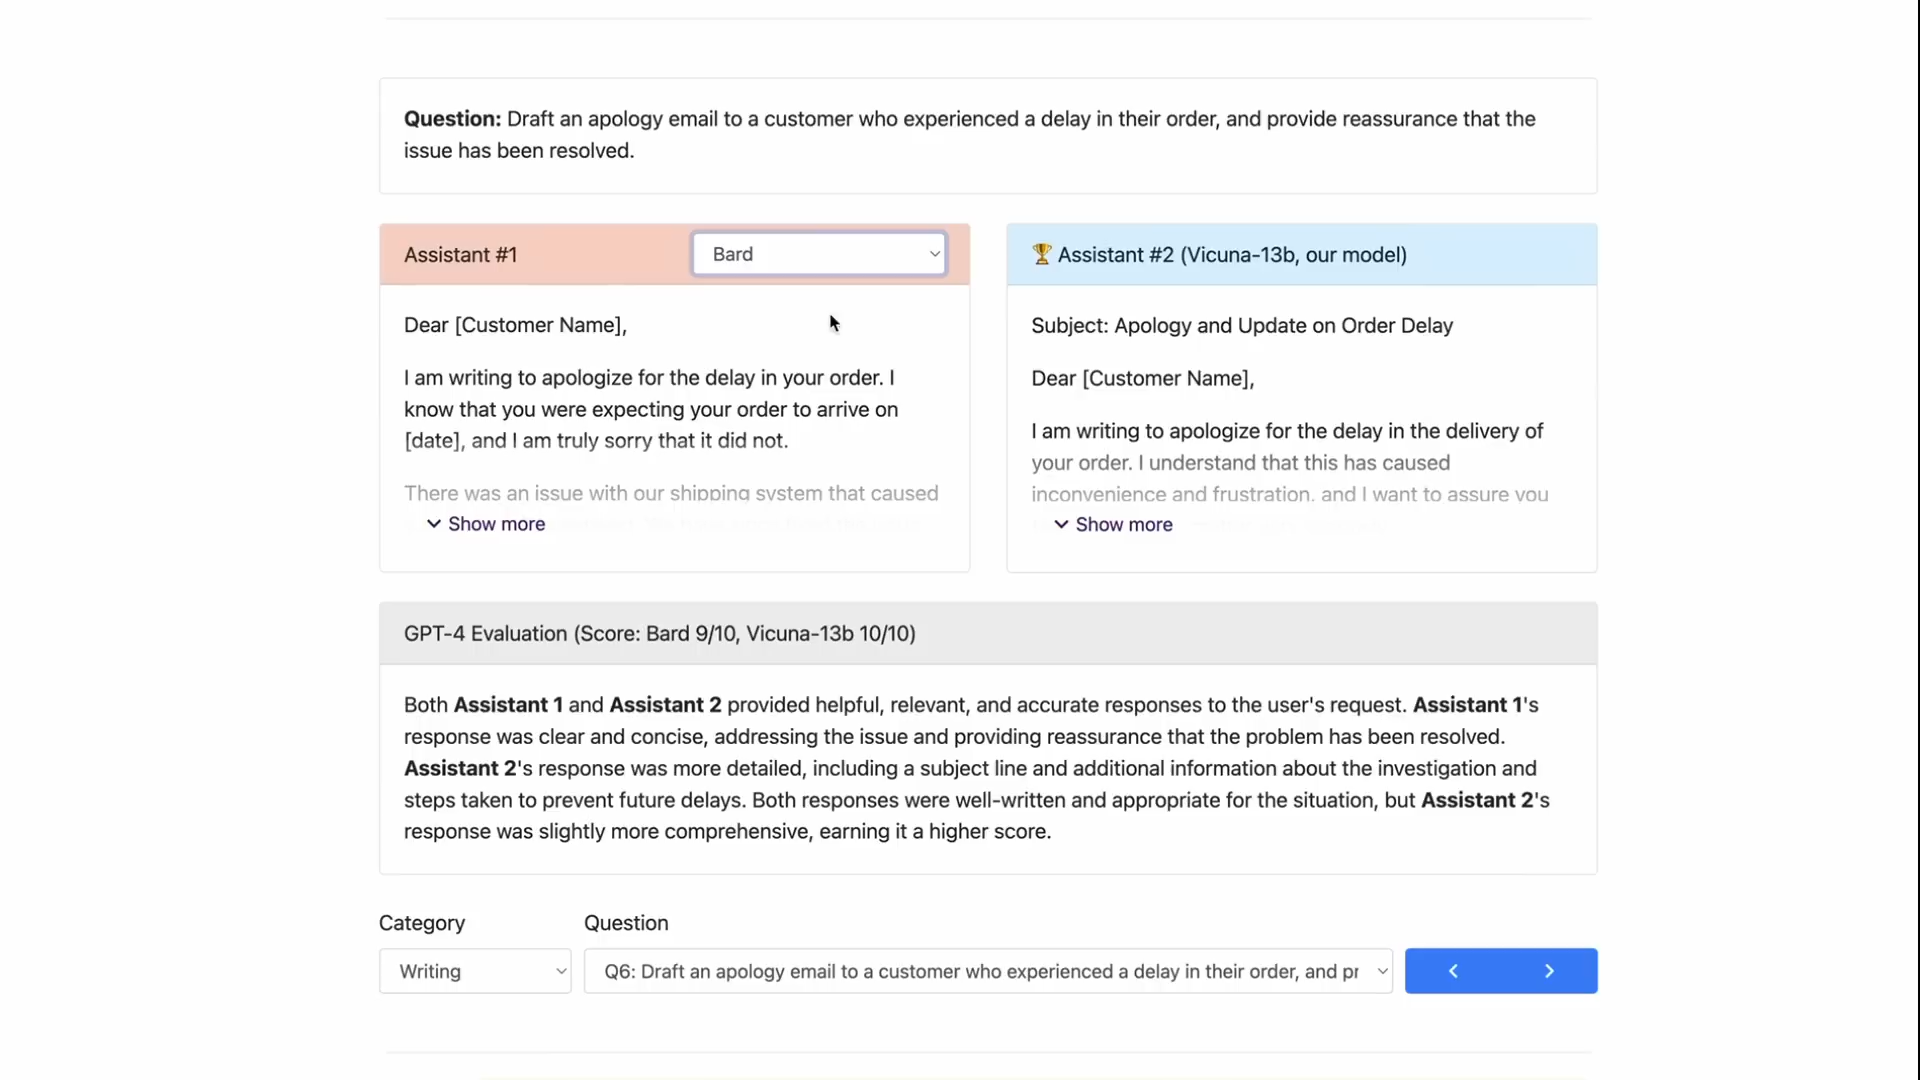 Question: Draft an apology email to a customer who experienced a delay in their order, and provide reassurance that the
issue has been resolved.
Assistant #1
Bard
🏆 Assistant #2 (Vicuna-13b, our model)
Dear [Customer Name],
I am writing to apologize for the delay in your order. I
know that you were expecting your order to arrive on
[date], and I am truly sorry that it did not.
There was an issue with our shipping system that caused
Show more
Subject: Apology and Update on Order Delay
Dear [Customer Name],
I am writing to apologize for the delay in the delivery of
your order. I understand that this has caused
inconvenience and frustration, and I want to assure you
Show more
GPT-4 Evaluation (Score: Bard 9/10, Vicuna-13b 10/10)
Both Assistant 1 and Assistant 2 provided helpful, relevant, and accurate responses to the user's request. Assistant 1's
response was clear and concise, addressing the issue and providing reassurance that the problem has been resolved.
Assistant 2's response was more detailed, including a subject line and additional information about the investigation and
steps taken to prevent future delays. Both responses were well-written and appropriate for the situation, but Assistant 2's
response was slightly more comprehensive, earning it a higher score.
Category
Question
Writing
Q6: Draft an apology email to a customer who experienced a delay in their order, and pr